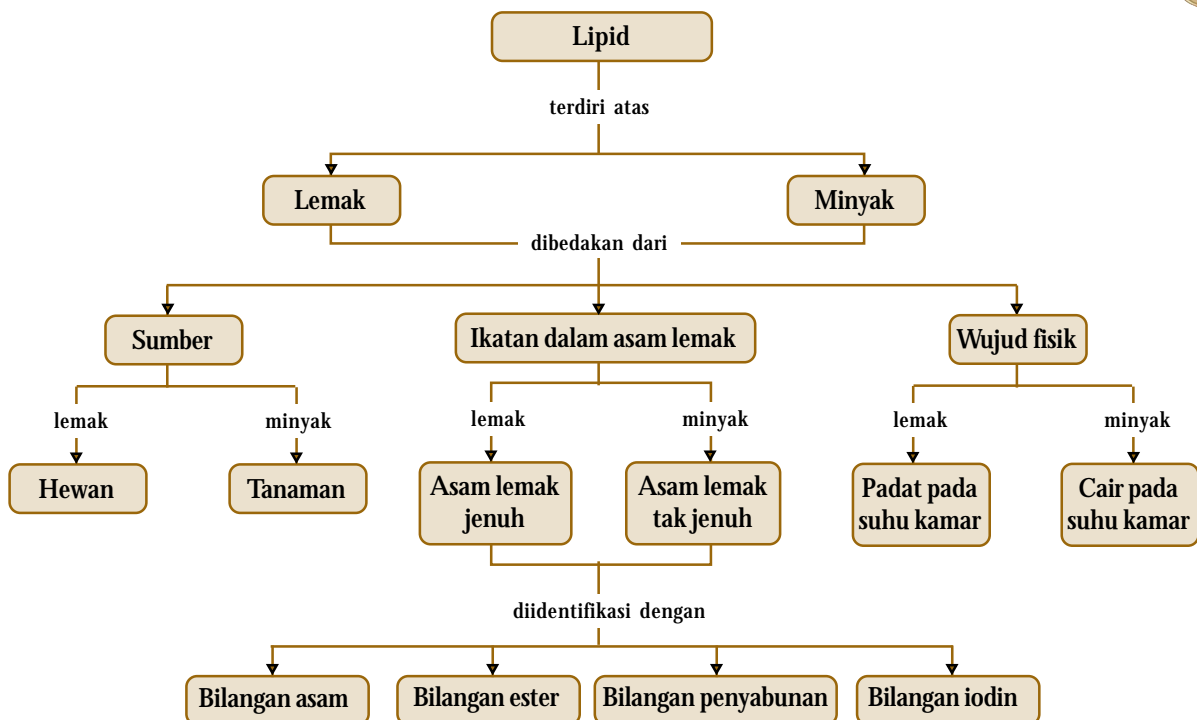 Lipid
terdiri atas
Lemak
Minyak
dibedakan dari
Sumber
Ikatan dalam asam lemak
Wujud fisik
lemak
minyak
lemak
minyak
lemak
minyak
Hewan
Tanaman
Asam lemak
jenuh
Asam lemak
tak jenuh
Padat pada
suhu kamar
Cair pada
suhu kamar
diidentifikasi dengan
Bilangan asam
Bilangan ester
Bilangan penyabunan
Bilangan iodin